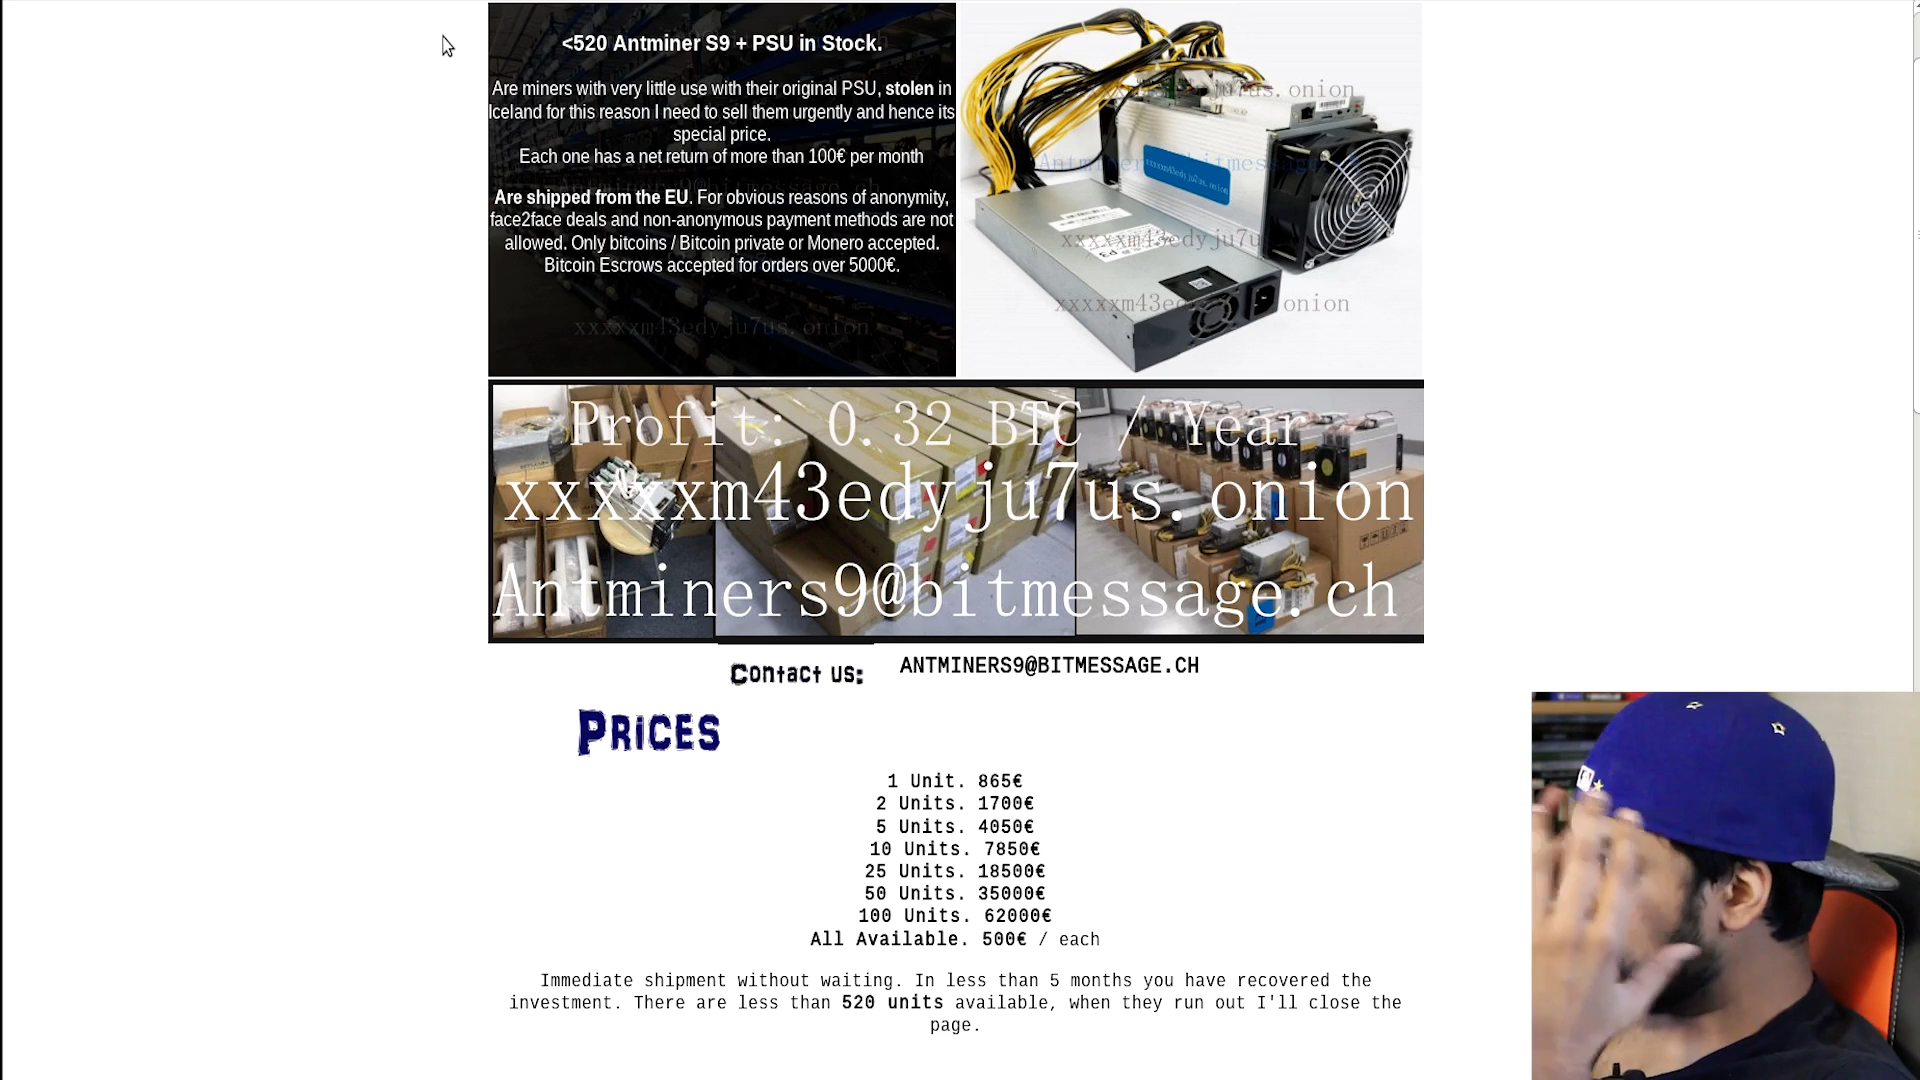 <520 Antminer S9 + PSU in Stock.
Are miners with very little use with their original PSU, stolen in
Iceland for this reason I need to sell them urgently and hence its
special price.
Each one has a net return of more than 100€ per month
Are shipped from the EU. For obvious reasons of anonymity,
face2face deals and non-anonymous payment methods are not
allowed. Only bitcoins / Bitcoin private or Monero accepted.
Bitcoin Escrows accepted for orders over 5000€.
xxxxxm43edyju7us.onion
Profit: 0.32 BTC / Year
xxxxxm43edyju7us.onion
Antminers9@bitmessage.ch
Contact us:
ANTMINERS9@BITMESSAGE.CH
PRICES
1 Unit. 865€
2 Units. 1700€
5 Units. 4050€
10 Units. 7850€
25 Units. 18500€
50 Units. 35000€
100 Units. 62000€
All Available. 500€ / each
Immediate shipment without waiting. In less than 5 months you have recovered the
investment. There are less than 520 units available, when they run out I'll close the
page.